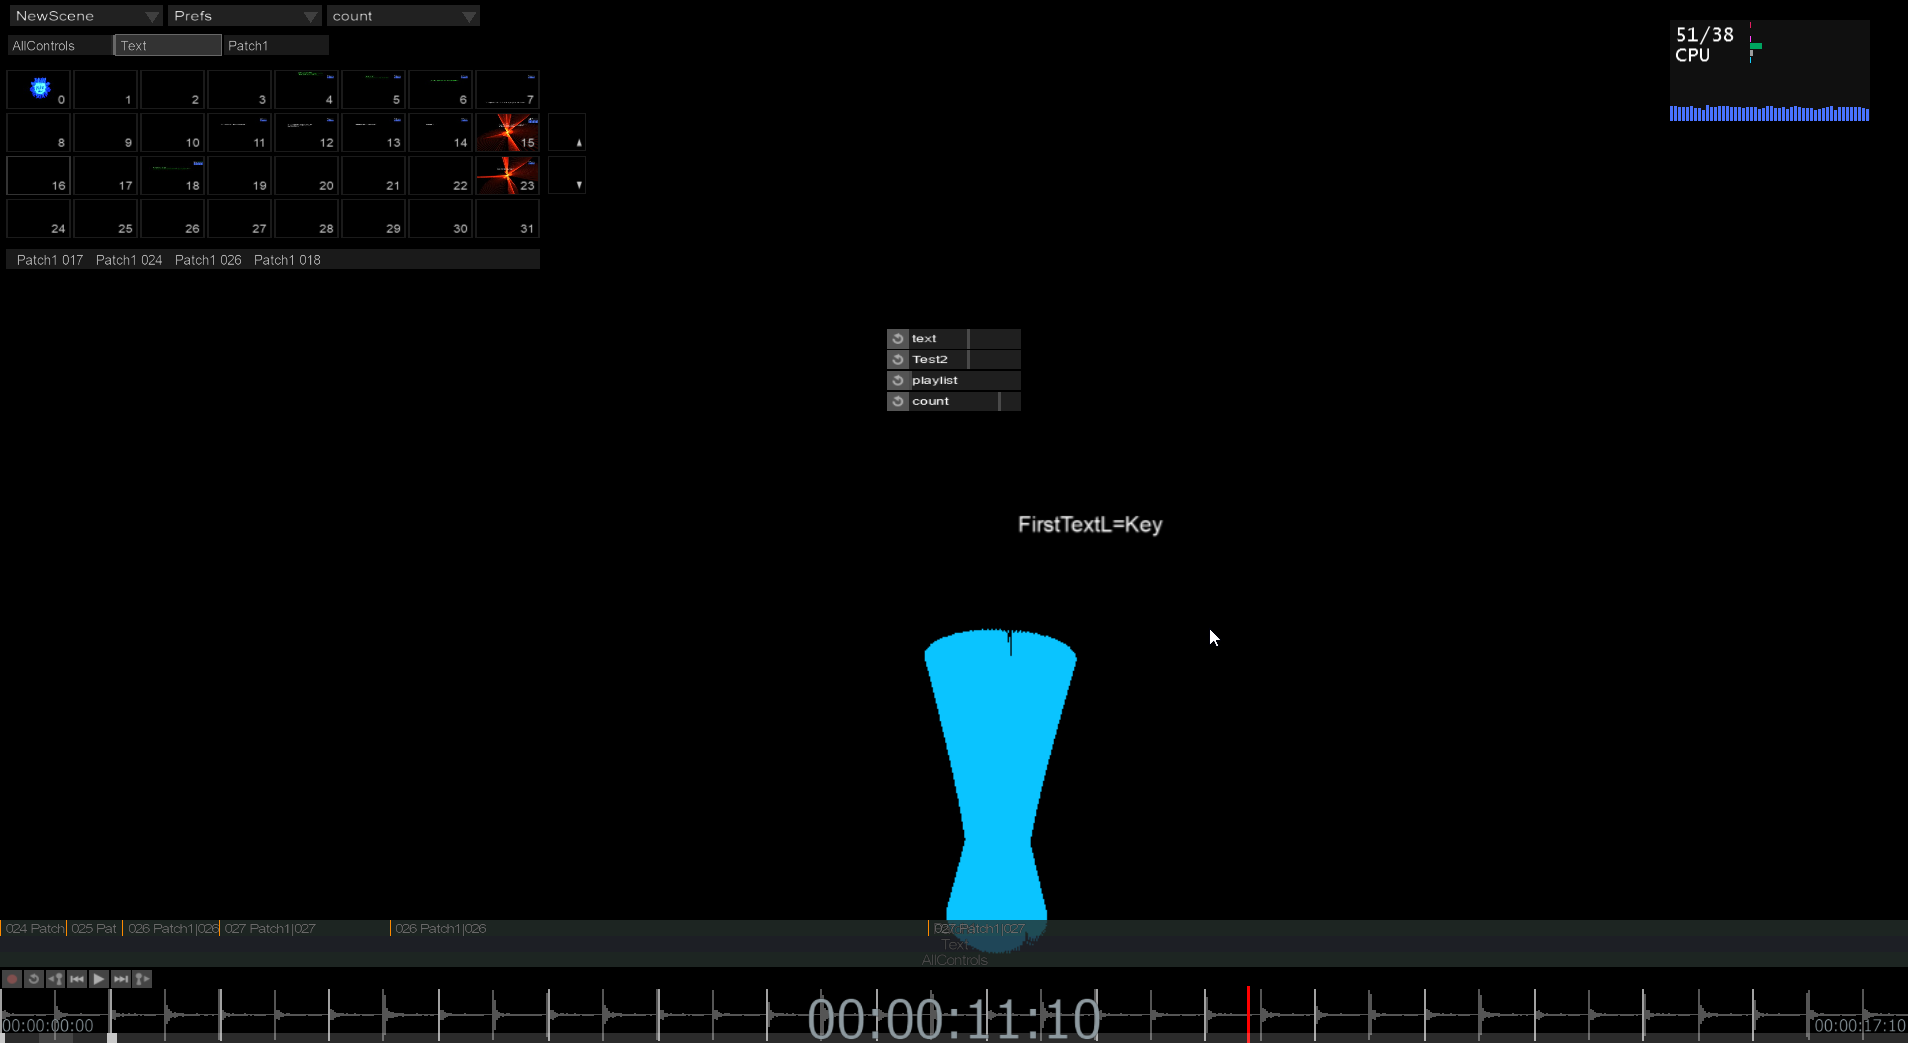 NewScene Prefs count
AllControls Text Patch1
0 1 2 3 4 5 6 7
8 9 10 11 12 13 14 15
16 17 18 19 20 21 22 23
24 25 26 27 28 29 30 31
Patch1 017 Patch1 024 Patch1 026 Patch1 018
51/38
CPU
text
Test2
playlist
count
FirstTextL=Key
024 Patch 025 Pat 026 Patch1|026 027 Patch1|027 026 Patch1|026 027 Patch1|027
Text
AllControls
00:00:00:00 00:00:11:10 00:00:17:10